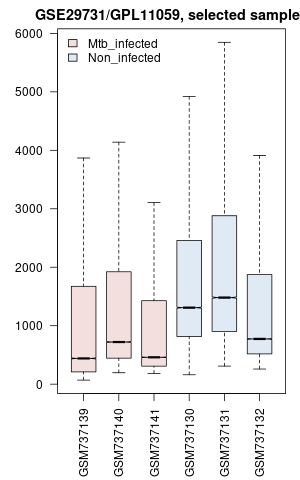 GSE29731/GPL11059, selected sample
Mtb_infected
Non_infected
6000
5000
4000
3000
2000
1000
0
GSM737139
GSM737140
GSM737141
GSM737130
GSM737131
GSM737132